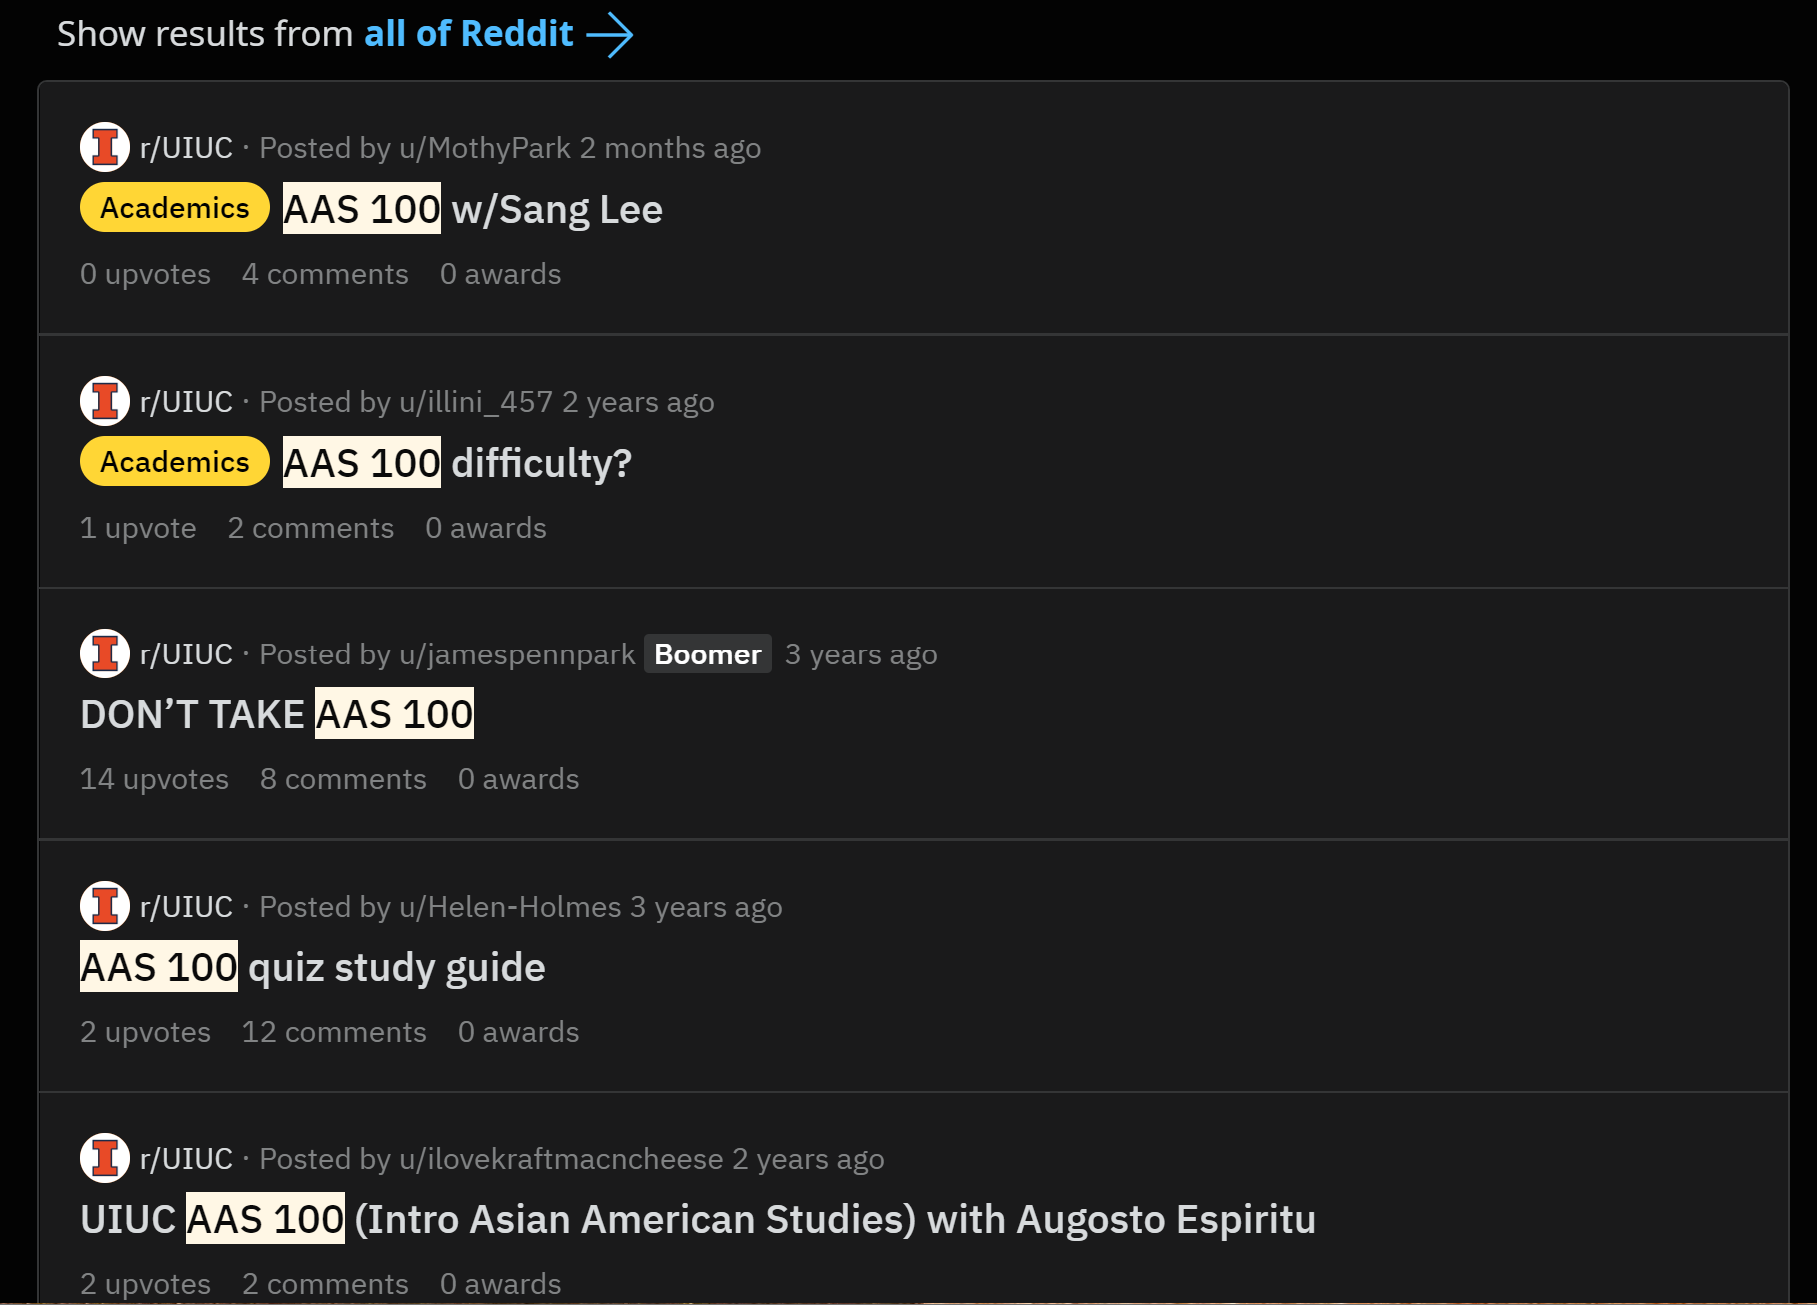 Show results from all of Reddit
r/UIUC · Posted by u/MothyPark 2 months ago
Academics AAS 100 w/Sang Lee
0 upvotes 4 comments 0 awards
r/UIUC · Posted by u/illini_457 2 years ago
Academics AAS 100 difficulty?
1 upvote 2 comments 0 awards
r/UIUC · Posted by u/jamespennpark Boomer 3 years ago
DON’T TAKE AAS 100
14 upvotes 8 comments 0 awards
r/UIUC · Posted by u/Helen-Holmes 3 years ago
AAS 100 quiz study guide
2 upvotes 12 comments 0 awards
r/UIUC · Posted by u/ilovekraftmacncheese 2 years ago
UIUC AAS 100 (Intro Asian American Studies) with Augosto Espiritu
2 upvotes 2 comments 0 awards